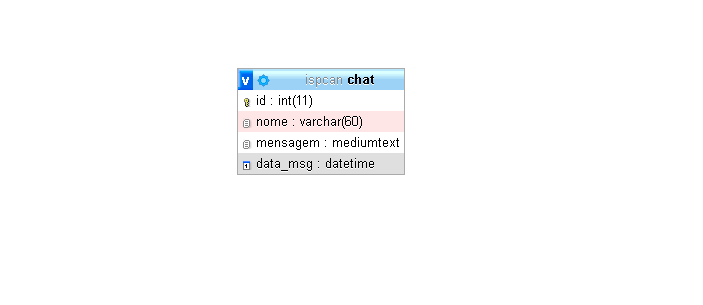 v ispcan chat
id : int(11)
nome : varchar(60)
mensagem : mediumtext
data_msg : datetime